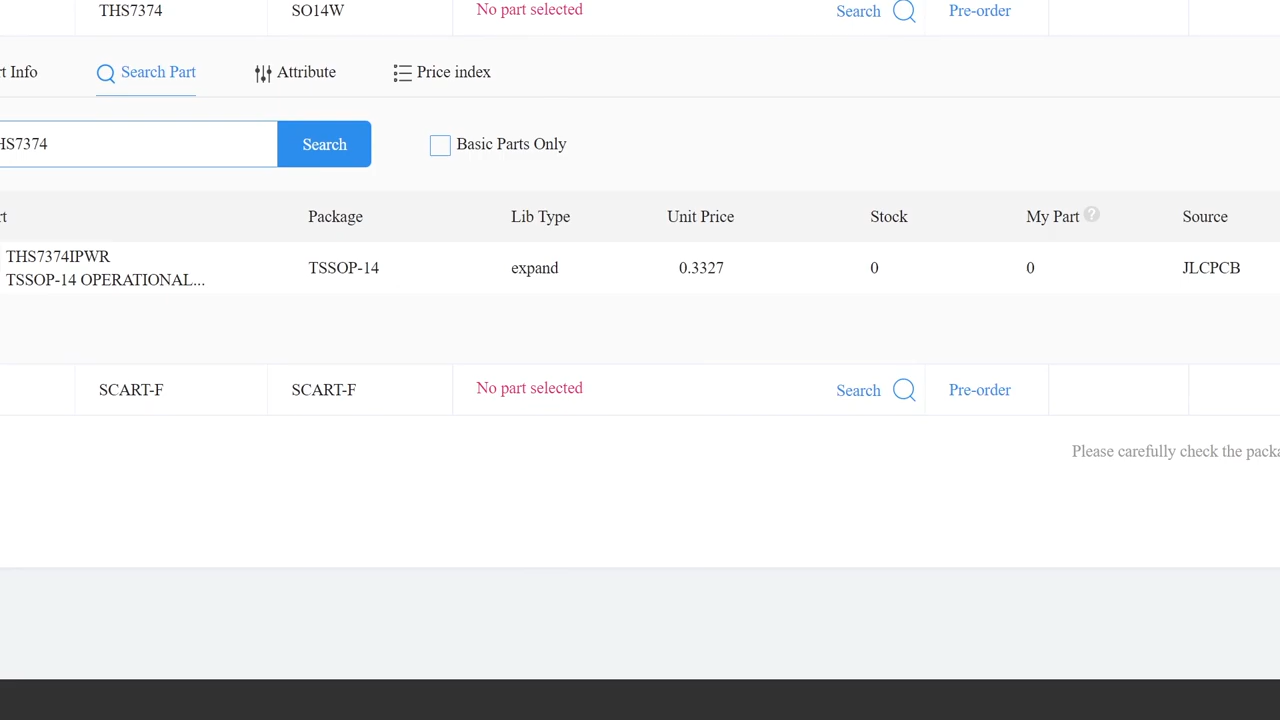 THS7374 SO14W No part selected Search Pre-order
rt Info Search Part Attribute Price index
HS7374 Search Basic Parts Only
rt Package Lib Type Unit Price Stock My Part ? Source
THS7374IPWR
TSSOP-14 OPERATIONAL... TSSOP-14 expand 0.3327 0 0 JLCPCB
SCART-F SCART-F No part selected Search Pre-order
Please carefully check the packa